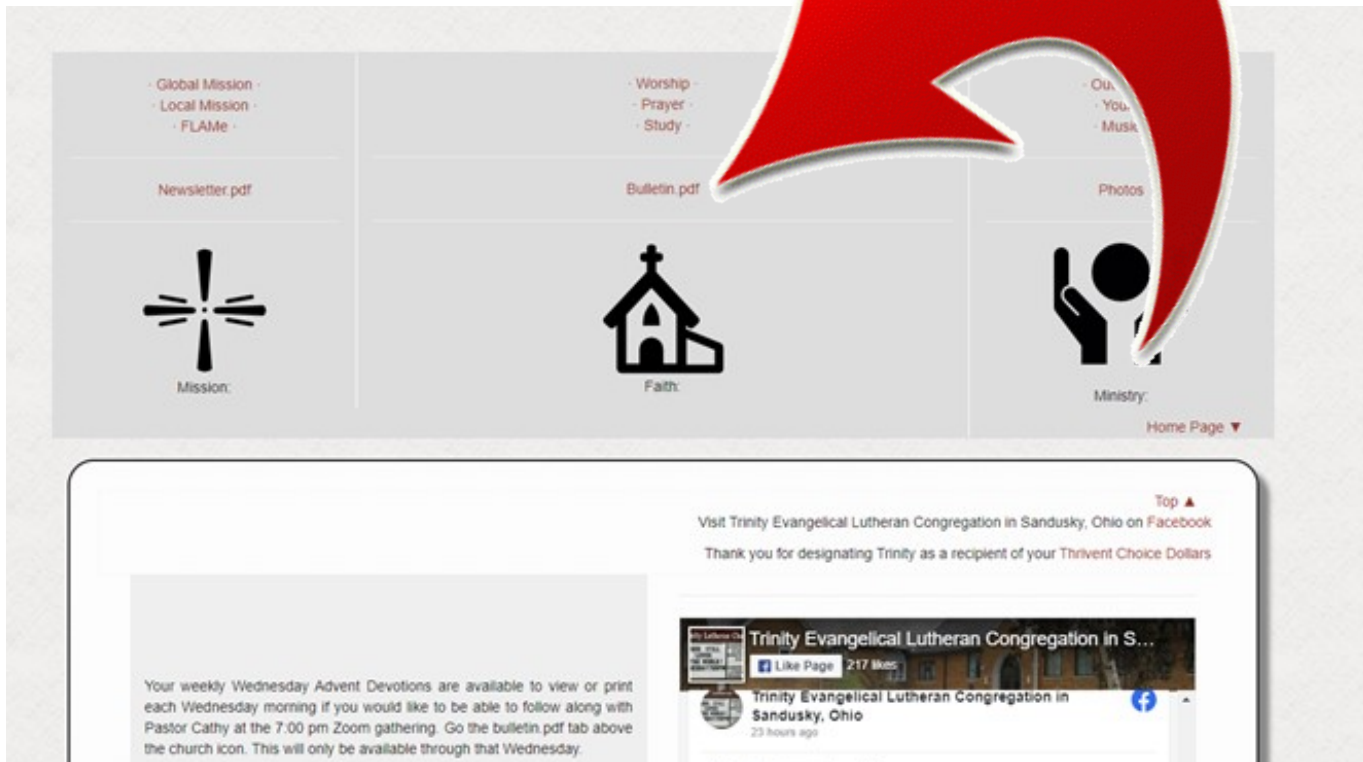 · Global Mission ·
· Local Mission ·
· FLAMe ·
Newsletter.pdf
Mission:
· Worship ·
· Prayer ·
· Study ·
Bulletin.pdf
Faith:
· Music
Photos
Ministry:
Home Page ▼
Top ▲
Visit Trinity Evangelical Lutheran Congregation in Sandusky, Ohio on Facebook
Thank you for designating Trinity as a recipient of your Thrivent Choice Dollars
Your weekly Wednesday Advent Devotions are available to view or print
each Wednesday morning if you would like to be able to follow along with
Pastor Cathy at the 7:00 pm Zoom gathering. Go the bulletin.pdf tab above
the church icon. This will only be available through that Wednesday.
Trinity Evangelical Lutheran Congregation in S...
Like Page
217 likes
Trinity Evangelical Lutheran Congregation in
Sandusky, Ohio
23 hours ago